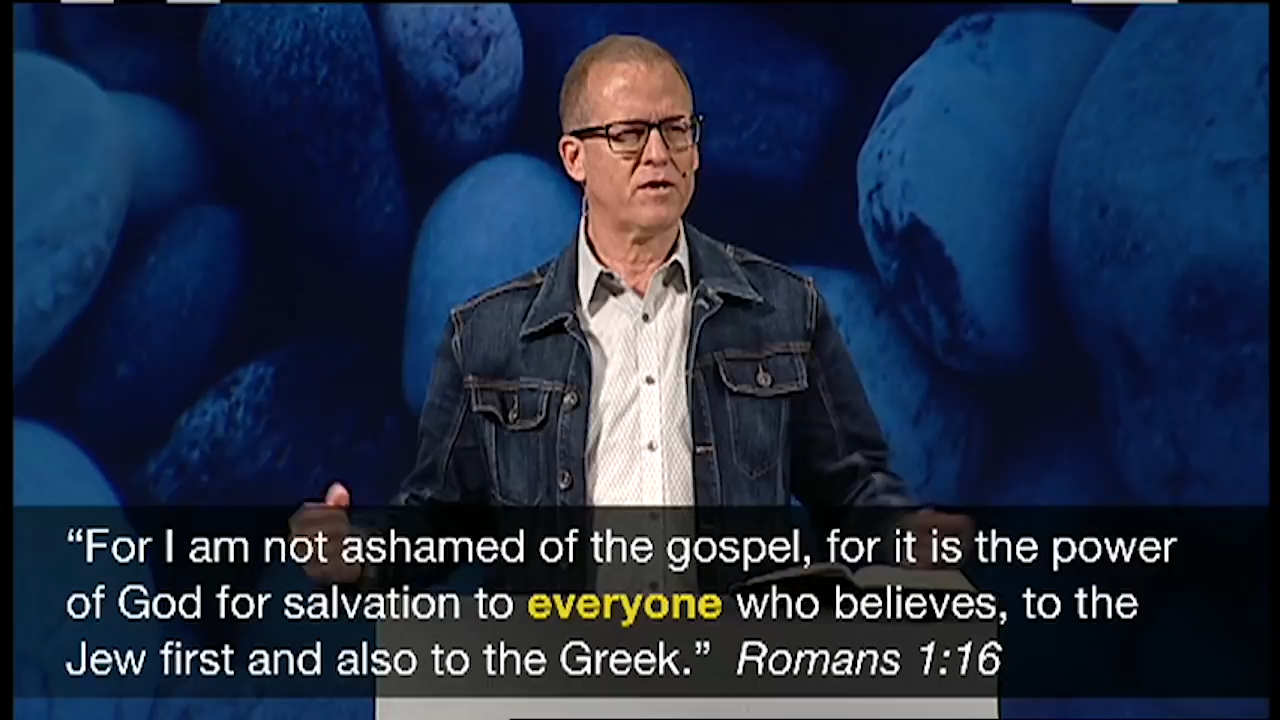 “For I am not ashamed of the gospel, for it is the power
of God for salvation to everyone who believes, to the
Jew first and also to the Greek.” Romans 1:16